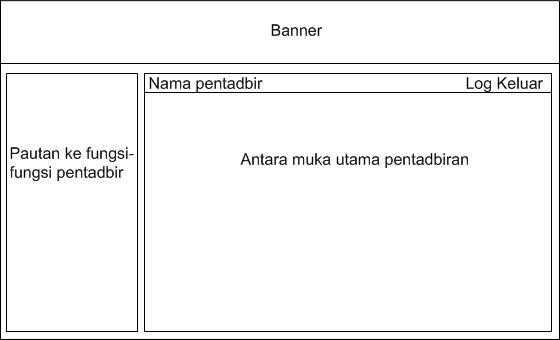 Banner
Nama pentadbir
Log Keluar
Pautan ke fungsi-
fungsi pentadbir
Antara muka utama pentadbiran